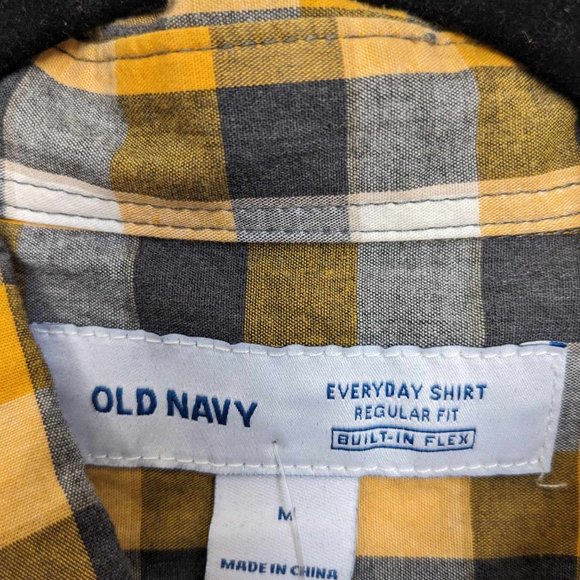 OLD NAVY
EVERYDAY SHIRT
REGULAR FIT
BUILT-IN FLEX
M
MADE IN CHINA